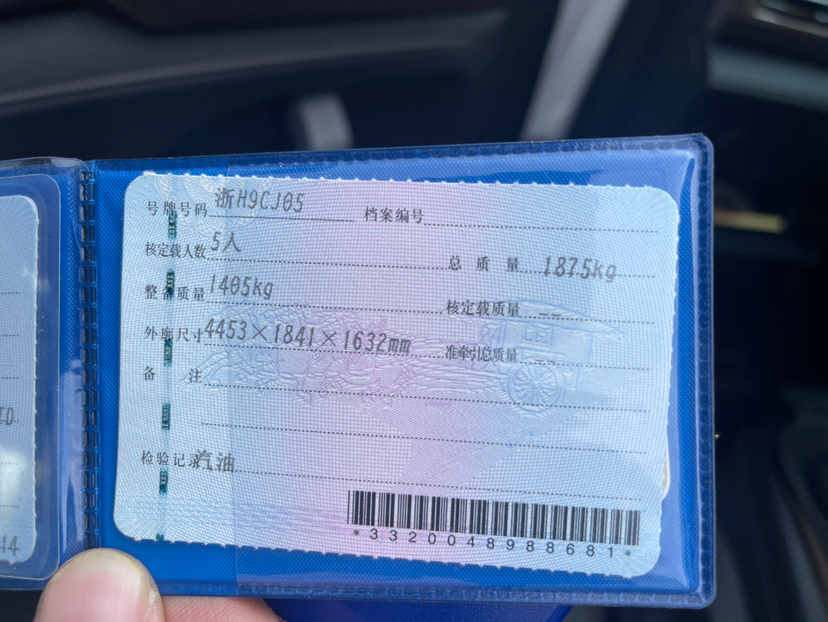 号牌号码 浙H9CJ05 档案编号
核定载人数 5人 总质量 1875kg
整备质量 1405kg 核定载质量 --
外廓尺寸 4453×1841×1632mm 准牵引总质量 --
备注
检验记录 汽油
*3320048988681*